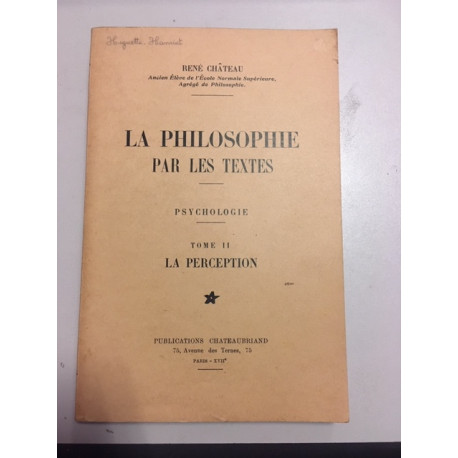 RENÉ CHÂTEAU
Ancien Élève de l'École Normale Supérieure,
Agrégé de Philosophie.
LA PHILOSOPHIE
PAR LES TEXTES
PSYCHOLOGIE
TOME II
LA PERCEPTION
PUBLICATIONS CHATEAUBRIAND
75, Avenue des Ternes, 75
PARIS - XVIIe